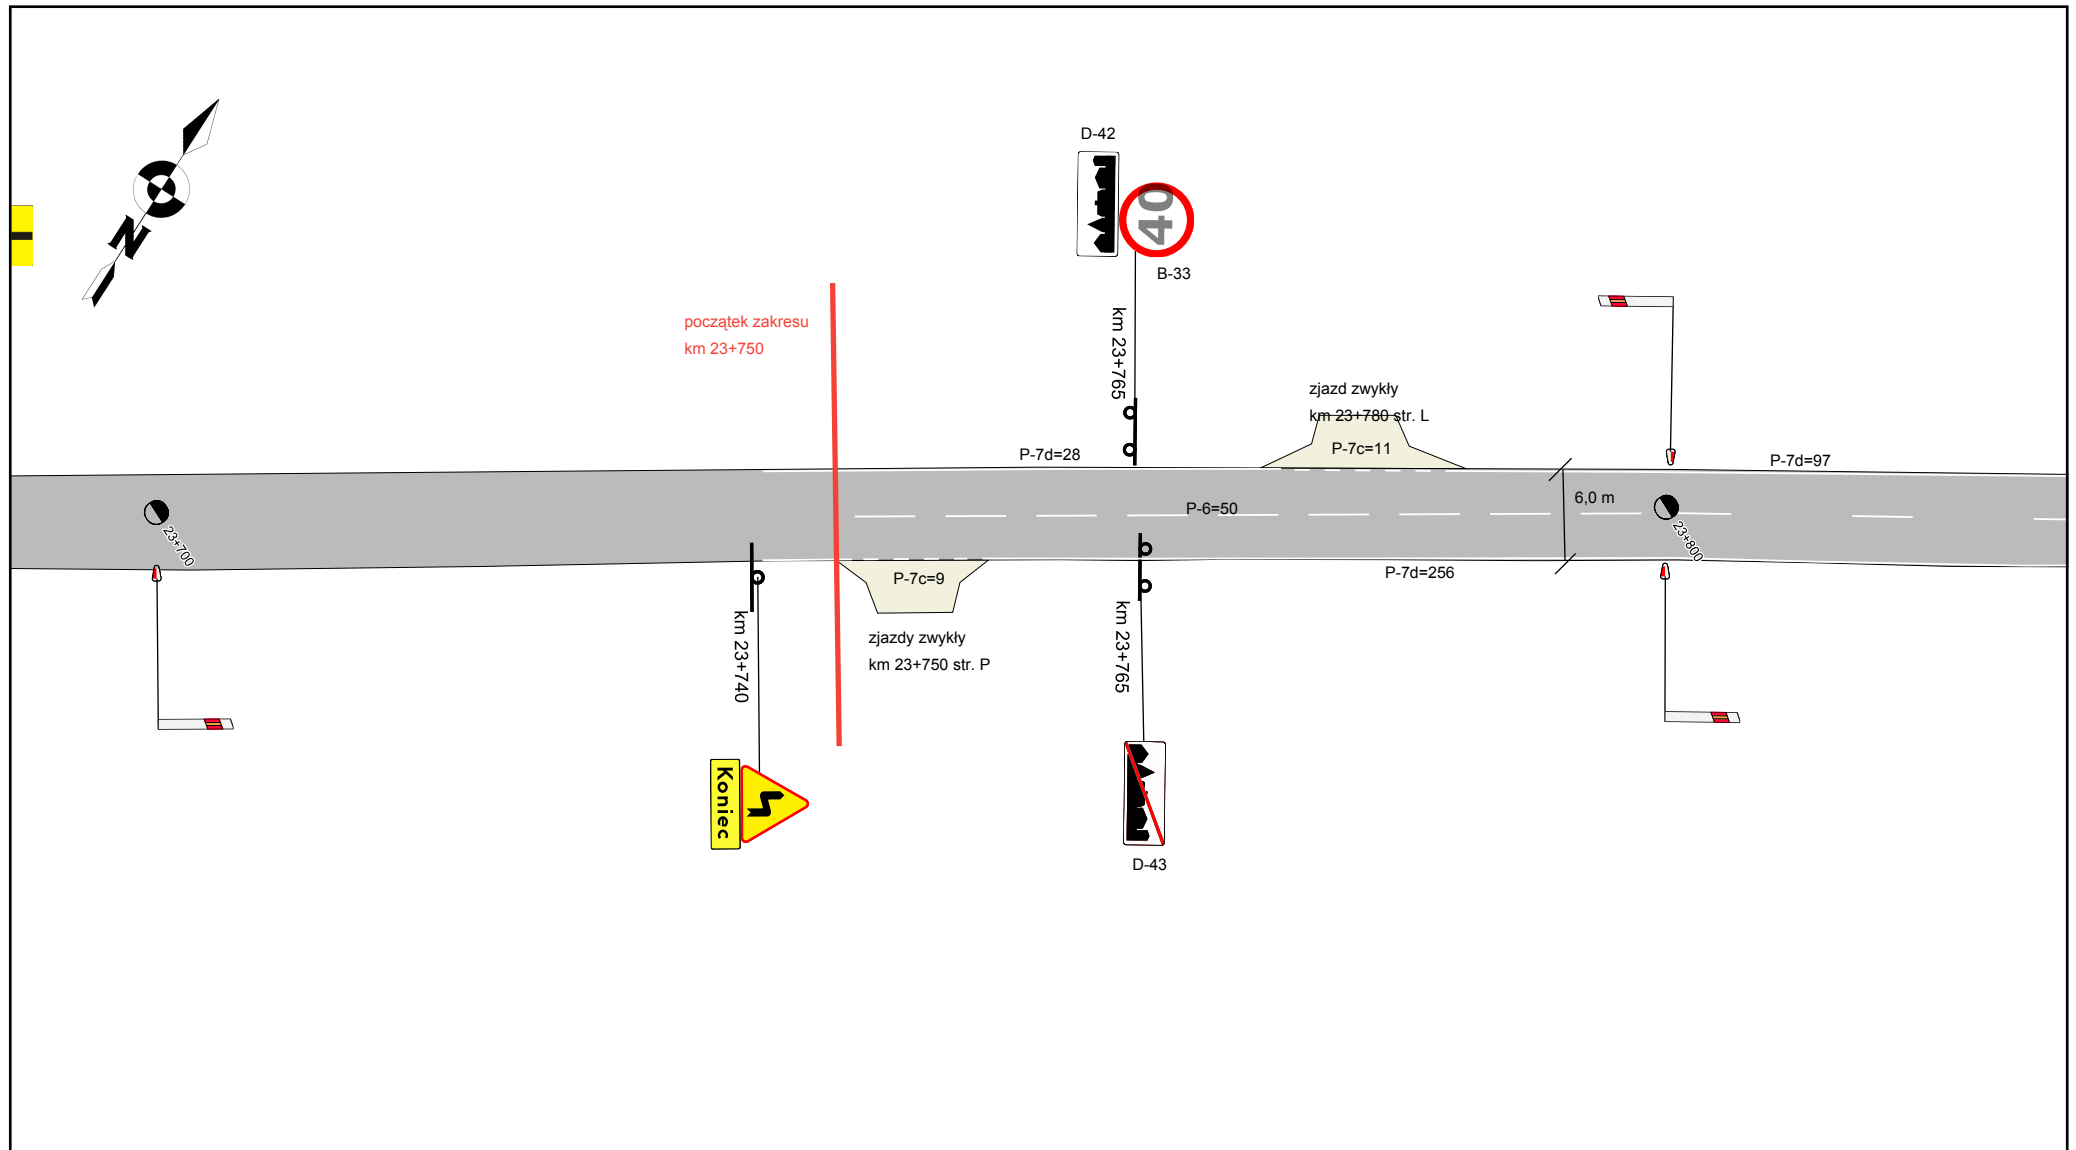 D-42
40
B-33
N
początek zakresu
km 23+750
km 23+765
zjazd zwykły
km 23+780 str. L
P-7c=11
P-7d=28
P-7d=97
6,0 m
P-6=50
23+700
23+800
P-7d=256
P-7c=9
zjazdy zwykły
km 23+750 str. P
km 23+740
km 23+765
Koniec
D-43